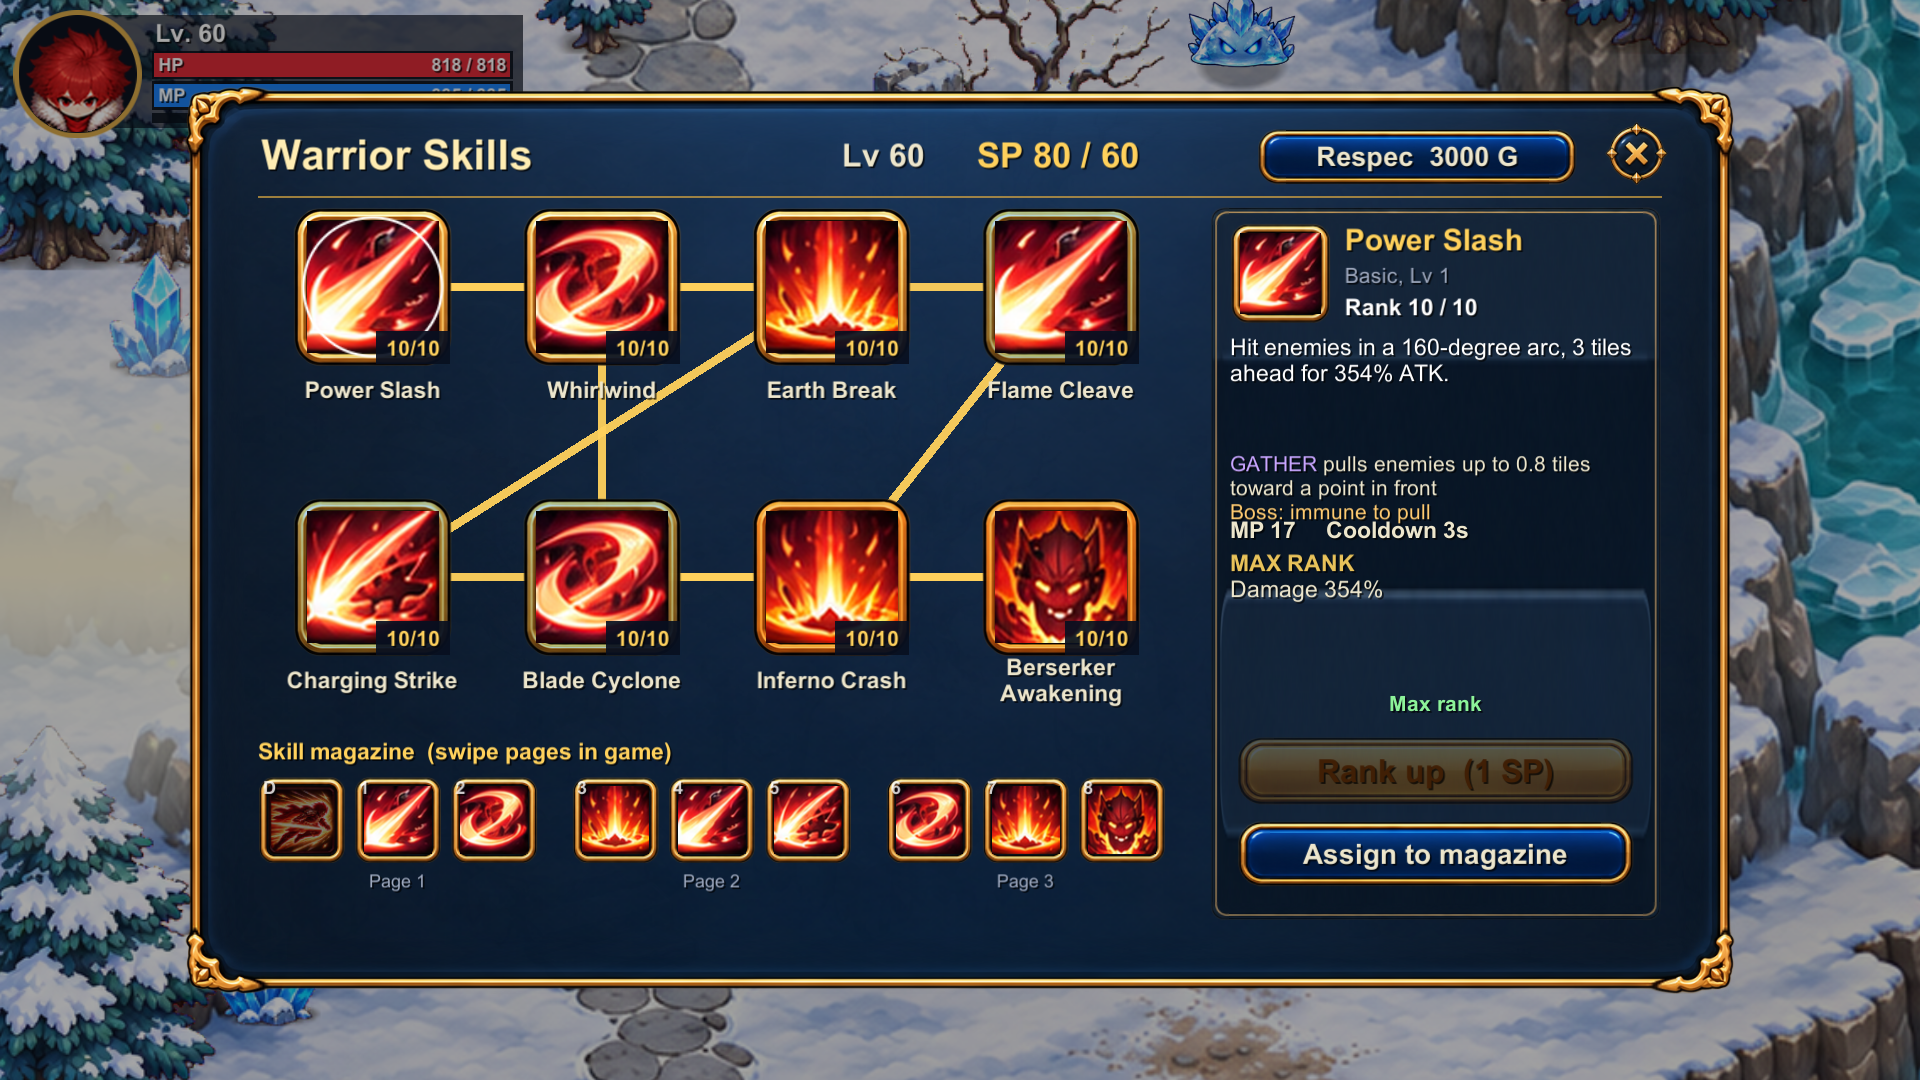 Lv. 60
HP 818 / 818
MP
Warrior Skills
Lv 60
SP 80 / 60
Respec 3000 G
10/10
10/10
10/10
10/10
Power Slash
Whirlwind
Earth Break
Flame Cleave
10/10
10/10
10/10
10/10
Charging Strike
Blade Cyclone
Inferno Crash
Berserker
Awakening
Skill magazine (swipe pages in game)
D
1
2
3
4
5
6
7
8
Page 1
Page 2
Page 3
Power Slash
Basic, Lv 1
Rank 10 / 10
Hit enemies in a 160-degree arc, 3 tiles
ahead for 354% ATK.
GATHER pulls enemies up to 0.8 tiles
toward a point in front
Boss: immune to pull
MP 17 Cooldown 3s
MAX RANK
Damage 354%
Max rank
Rank up (1 SP)
Assign to magazine